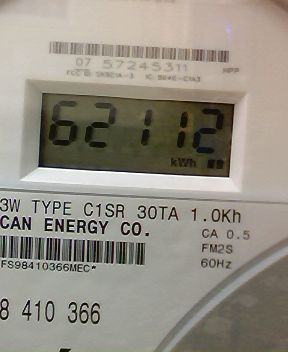 07 57245311
HPP
62112
kWh
3W TYPE C1SR 30TA 1.0Kh
CAN ENERGY CO.
CA 0.5
FM2S
60Hz
FS98410366MEC*
8 410 366